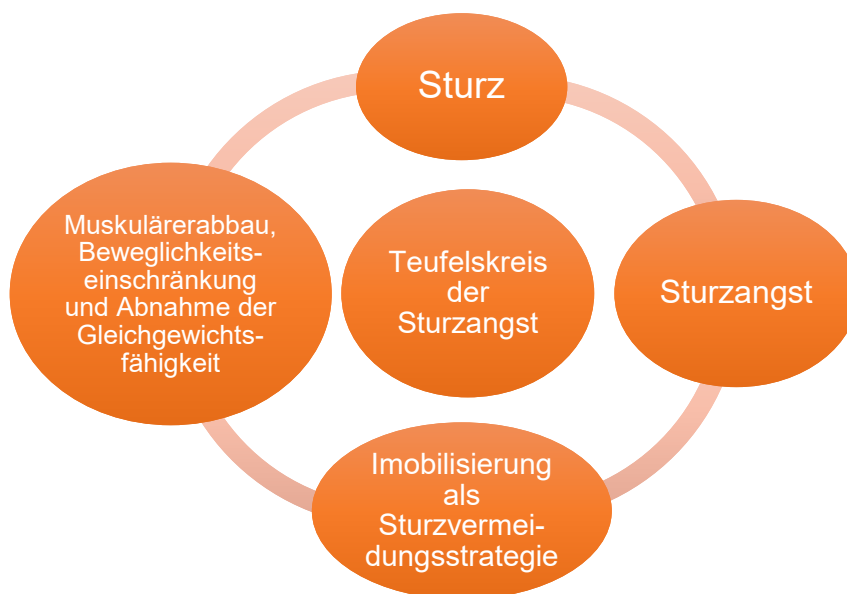 Sturz
Muskulärerabbau,
Beweglichkeits-
einschränkung
und Abnahme der
Gleichgewichts-
fähigkeit
Teufelskreis
der
Sturzangst
Sturzangst
Imobilisierung
als
Sturzvermei-
dungsstrategie